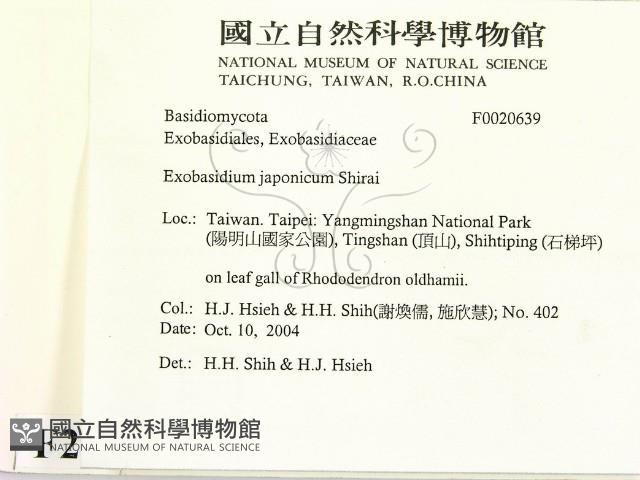 國立自然科學博物館
NATIONAL MUSEUM OF NATURAL SCIENCE
TAICHUNG, TAIWAN, R.O.CHINA
Basidiomycota F0020639
Exobasidiales, Exobasidiaceae
Exobasidium japonicum Shirai
Loc.: Taiwan. Taipei: Yangmingshan National Park
(陽明山國家公園), Tingshan (頂山), Shihtiping (石梯坪)
on leaf gall of Rhododendron oldhamii.
Col.: H.J. Hsieh & H.H. Shih(謝煥儒, 施欣慧); No. 402
Date: Oct. 10, 2004
Det.: H.H. Shih & H.J. Hsieh
F2
國立自然科學博物館
NATIONAL MUSEUM OF NATURAL SCIENCE